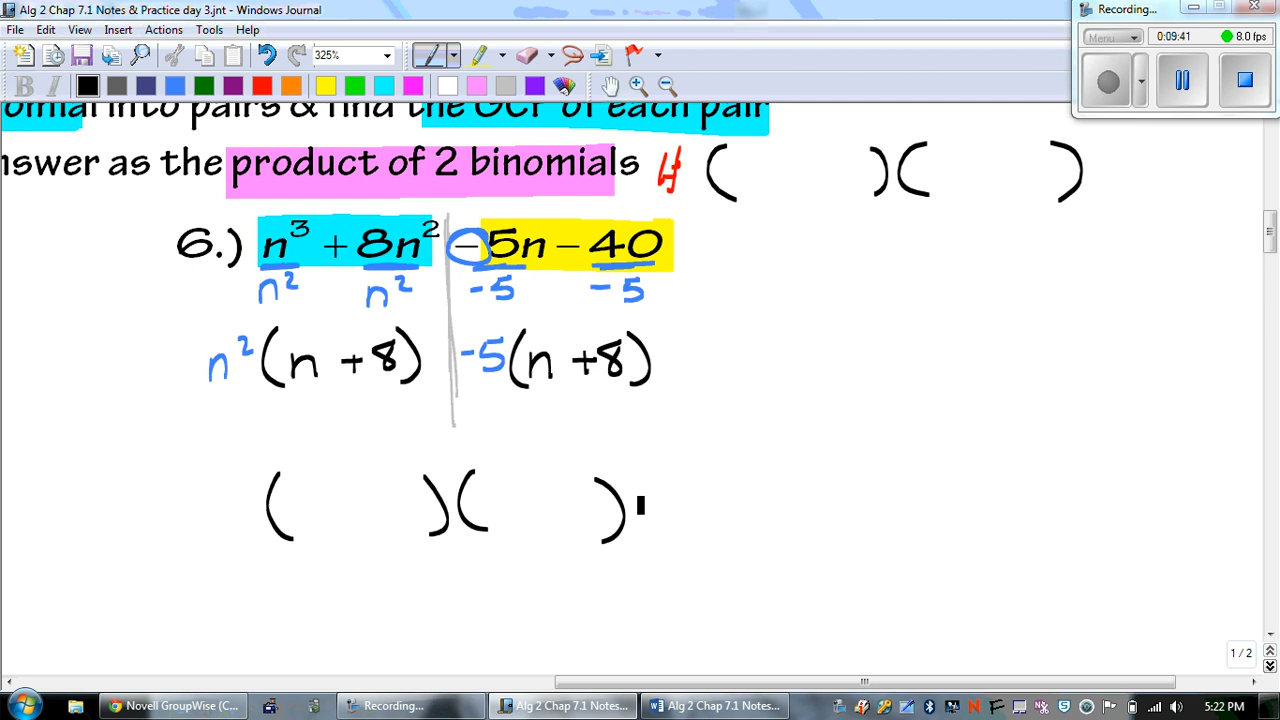 Alg 2 Chap 7.1 Notes & Practice day 3.jnt - Windows Journal
Recording...
File Edit View Insert Actions Tools Help
Menu 0:09:41 8.0 fps
325%
B I
omial into pairs & find the GCF of each pair
nswer as the product of 2 binomials ( )( )
6.) n³ + 8n² − 5n − 40
n² n² -5 -5
n²(n +8) -5(n +8)
( )( )
1 / 2
Novell GroupWise (C... Recording... Alg 2 Chap 7.1 Notes... Alg 2 Chap 7.1 Notes... 5:22 PM